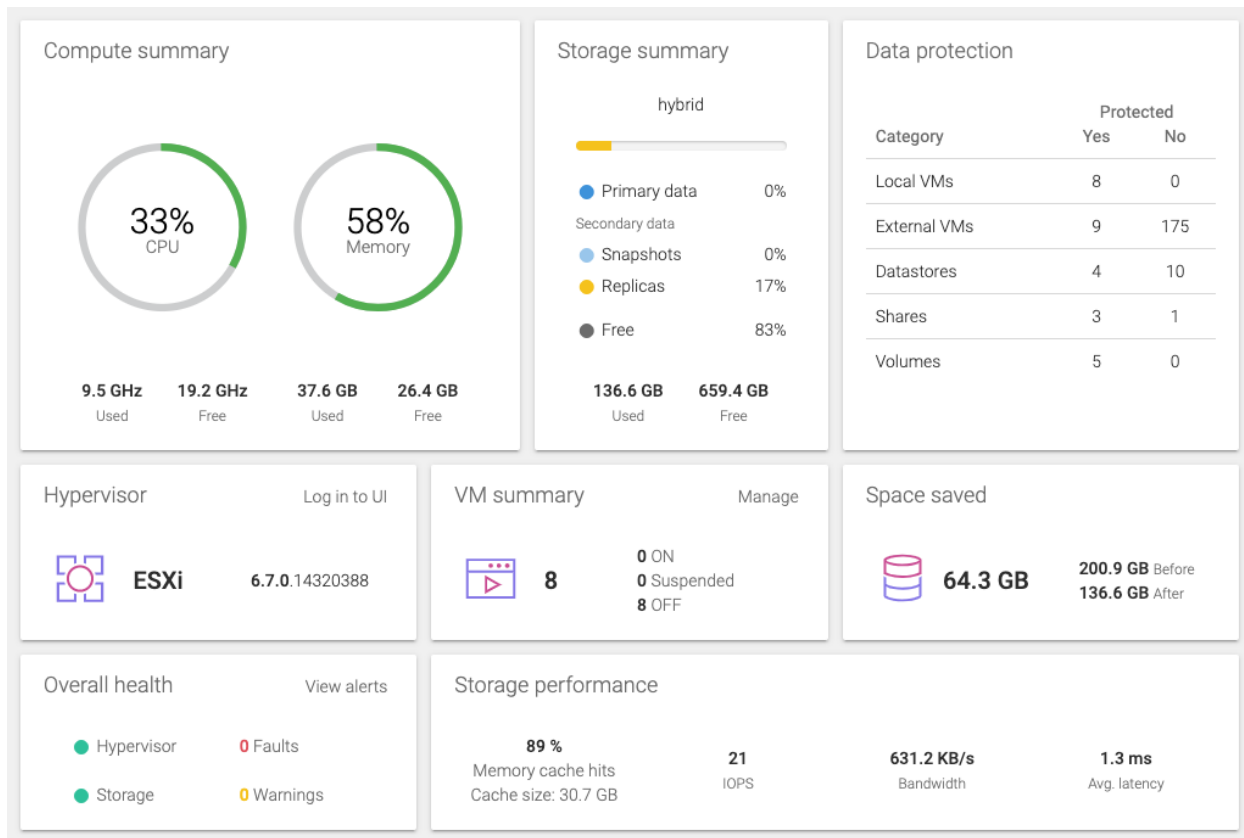 Compute summary
33%
CPU
58%
Memory
9.5 GHz 19.2 GHz 37.6 GB 26.4 GB
Used Free Used Free
Storage summary
hybrid
Primary data 0%
Secondary data
Snapshots 0%
Replicas 17%
Free 83%
136.6 GB 659.4 GB
Used Free
Data protection
Protected
Category Yes No
Local VMs 8 0
External VMs 9 175
Datastores 4 10
Shares 3 1
Volumes 5 0
Hypervisor Log in to UI
ESXi 6.7.0.14320388
VM summary Manage
8
0 ON
0 Suspended
8 OFF
Space saved
64.3 GB
200.9 GB Before
136.6 GB After
Overall health View alerts
Hypervisor 0 Faults
Storage 0 Warnings
Storage performance
89 %
Memory cache hits
Cache size: 30.7 GB
21
IOPS
631.2 KB/s
Bandwidth
1.3 ms
Avg. latency